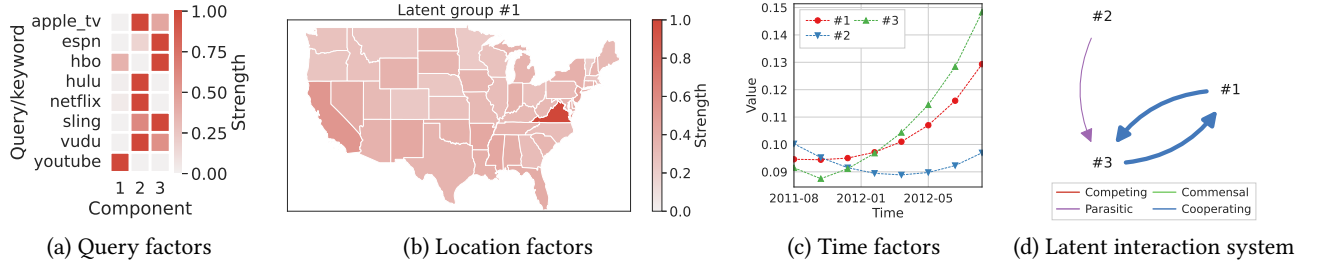 Query/keyword
apple_tv
espn
hbo
hulu
netflix
sling
vudu
youtube
1 2 3
Component
1.00
0.75
0.50
0.25
0.00
Strength
(a) Query factors
Latent group #1
1.0
0.8
0.6
0.4
0.2
0.0
Strength
(b) Location factors
Value
0.15
0.14
0.13
0.12
0.11
0.10
0.09
#1 #3
#2
2011-08 2012-01 2012-05
Time
(c) Time factors
#2
#1
#3
Competing Commensal
Parasitic Cooperating
(d) Latent interaction system